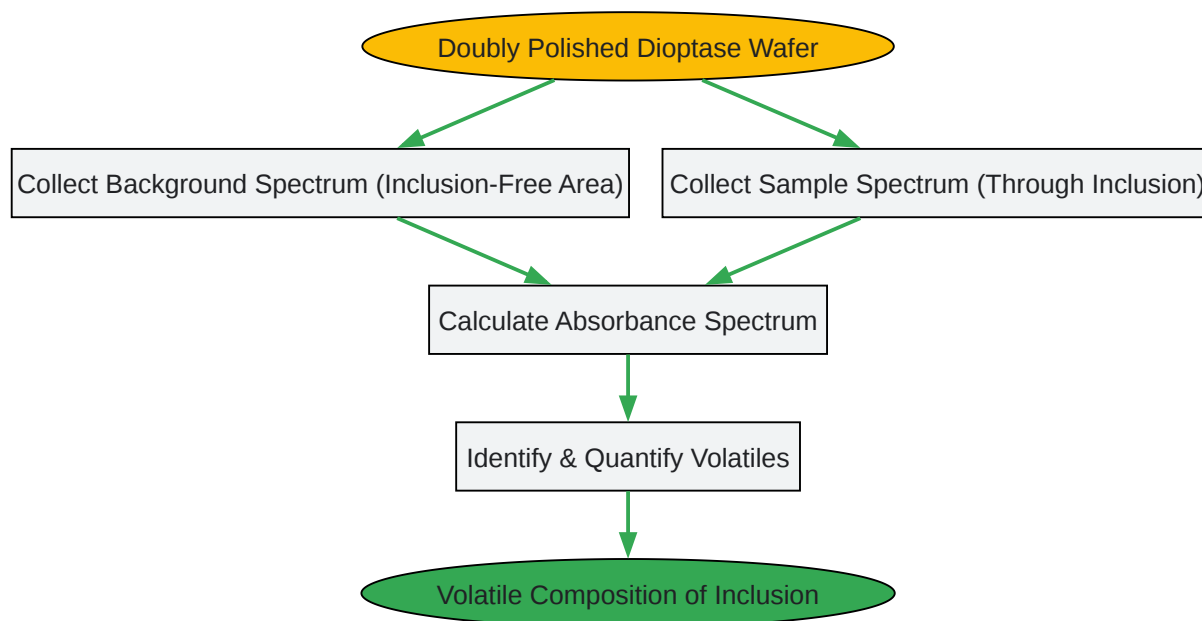 Doubly Polished Dioptase Wafer
Collect Background Spectrum (Inclusion-Free Area)
Collect Sample Spectrum (Through Inclusion)
Calculate Absorbance Spectrum
Identify & Quantify Volatiles
Volatile Composition of Inclusion